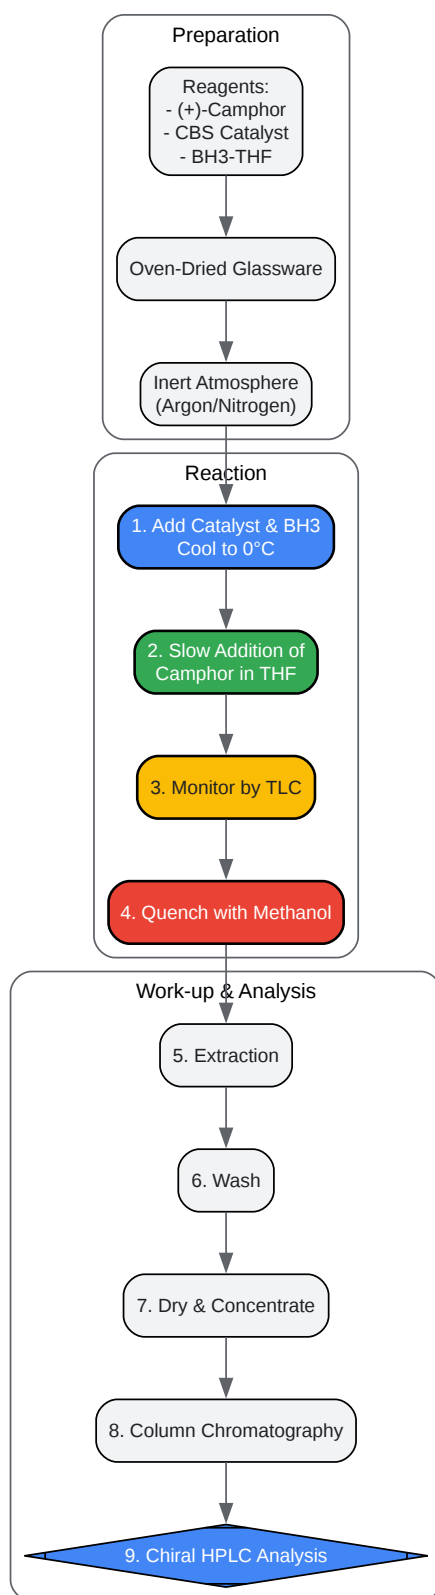 Preparation
Reagents:
- (+)-Camphor
- CBS Catalyst
- BH3-THF
Oven-Dried Glassware
Inert Atmosphere
(Argon/Nitrogen)
Reaction
1. Add Catalyst & BH3
Cool to 0°C
2. Slow Addition of
Camphor in THF
3. Monitor by TLC
4. Quench with Methanol
Work-up & Analysis
5. Extraction
6. Wash
7. Dry & Concentrate
8. Column Chromatography
9. Chiral HPLC Analysis